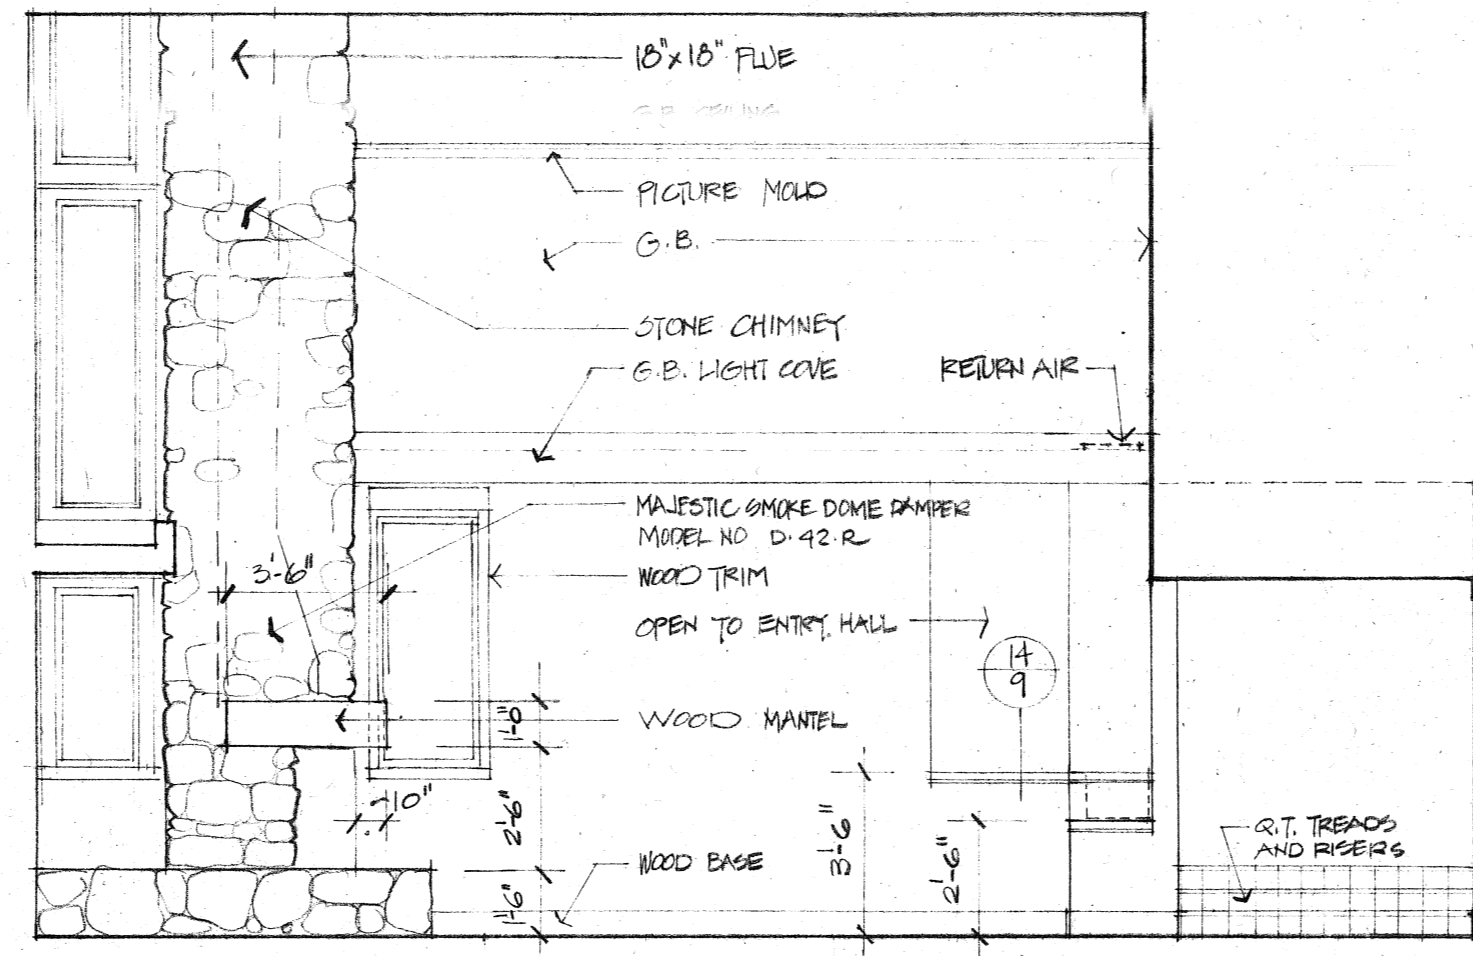 18"x18" FLUE
G.B. CEILING
PICTURE MOLD
G.B.
STONE CHIMNEY
G.B. LIGHT COVE
RETURN AIR
MAJESTIC SMOKE DOME DAMPER
MODEL NO D.42.R
3'-6"
WOOD TRIM
OPEN TO ENTRY HALL
14
9
WOOD MANTEL
1'-0"
10"
2'-6"
3'-6"
2'-6"
Q.T. TREADS
AND RISERS
WOOD BASE
1'-6"